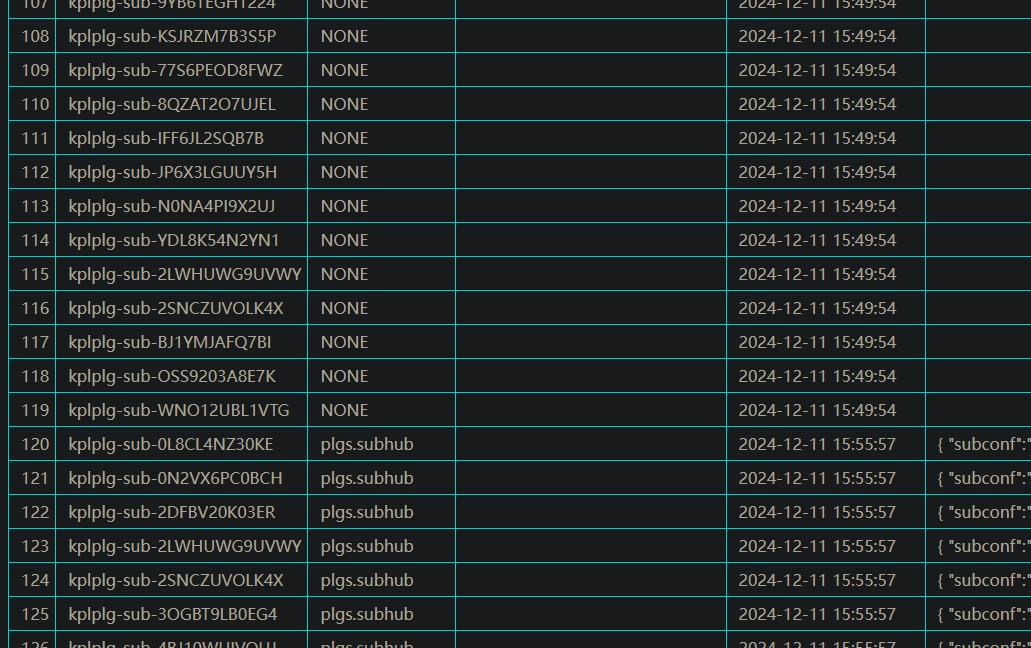 107 kplplg-sub-9YB61EGH1224 NONE 2024-12-11 15:49:54
108 kplplg-sub-KSJRZM7B3S5P NONE 2024-12-11 15:49:54
109 kplplg-sub-77S6PEOD8FWZ NONE 2024-12-11 15:49:54
110 kplplg-sub-8QZAT2O7UJEL NONE 2024-12-11 15:49:54
111 kplplg-sub-IFF6JL2SQB7B NONE 2024-12-11 15:49:54
112 kplplg-sub-JP6X3LGUUY5H NONE 2024-12-11 15:49:54
113 kplplg-sub-N0NA4PI9X2UJ NONE 2024-12-11 15:49:54
114 kplplg-sub-YDL8K54N2YN1 NONE 2024-12-11 15:49:54
115 kplplg-sub-2LWHUWG9UVWY NONE 2024-12-11 15:49:54
116 kplplg-sub-2SNCZUVOLK4X NONE 2024-12-11 15:49:54
117 kplplg-sub-BJ1YMJAFQ7BI NONE 2024-12-11 15:49:54
118 kplplg-sub-OSS9203A8E7K NONE 2024-12-11 15:49:54
119 kplplg-sub-WNO12UBL1VTG NONE 2024-12-11 15:49:54
120 kplplg-sub-0L8CL4NZ30KE plgs.subhub 2024-12-11 15:55:57 { "subconf":"
121 kplplg-sub-0N2VX6PC0BCH plgs.subhub 2024-12-11 15:55:57 { "subconf":"
122 kplplg-sub-2DFBV20K03ER plgs.subhub 2024-12-11 15:55:57 { "subconf":"
123 kplplg-sub-2LWHUWG9UVWY plgs.subhub 2024-12-11 15:55:57 { "subconf":"
124 kplplg-sub-2SNCZUVOLK4X plgs.subhub 2024-12-11 15:55:57 { "subconf":"
125 kplplg-sub-3OGBT9LB0EG4 plgs.subhub 2024-12-11 15:55:57 { "subconf":"
126 plgs.subhub 2024-12-11 15:55:57 { "subconf":"